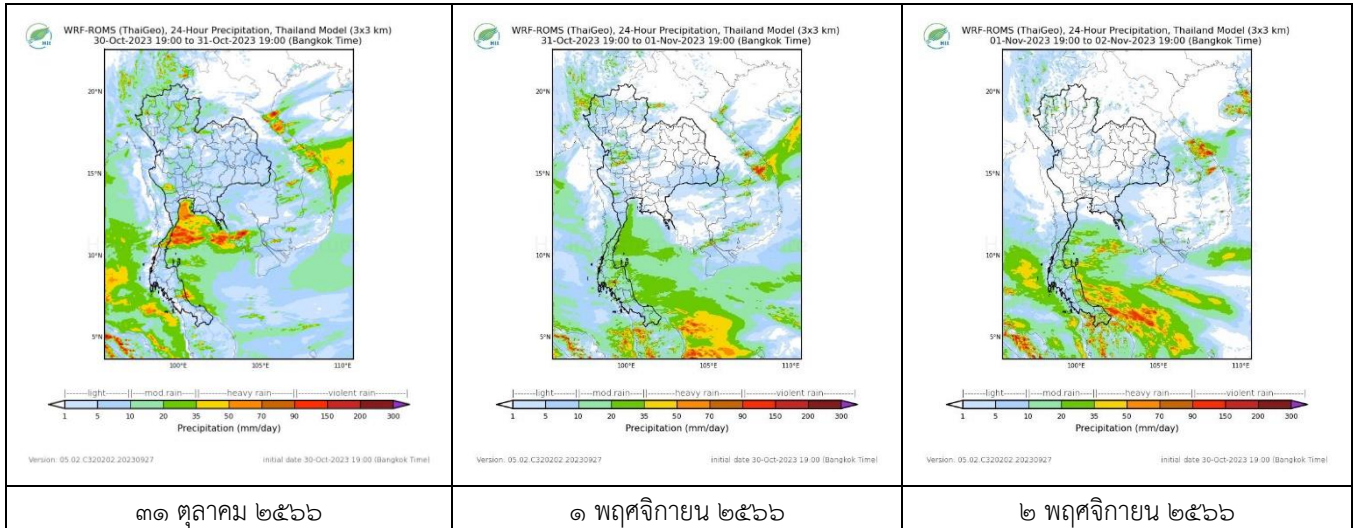 WRF-ROMS (ThaiGeo), 24-Hour Precipitation, Thailand Model (3x3 km)
30-Oct-2023 19:00 to 31-Oct-2023 19:00 (Bangkok Time)
HII
20°N
15°N
10°N
5°N
100°E 105°E 110°E
light mod rain heavy rain violent rain
1 5 10 20 35 50 70 90 150 200 300
Precipitation (mm/day)
Version: 05.02.C320202.20230927 initial date 30-Oct-2023 19:00 (Bangkok Time)
๓๑ ตุลาคม ๒๕๖๖
WRF-ROMS (ThaiGeo), 24-Hour Precipitation, Thailand Model (3x3 km)
31-Oct-2023 19:00 to 01-Nov-2023 19:00 (Bangkok Time)
HII
20°N
15°N
10°N
5°N
100°E 105°E 110°E
light mod rain heavy rain violent rain
1 5 10 20 35 50 70 90 150 200 300
Precipitation (mm/day)
Version: 05.02.C320202.20230927 initial date 30-Oct-2023 19:00 (Bangkok Time)
๑ พฤศจิกายน ๒๕๖๖
WRF-ROMS (ThaiGeo), 24-Hour Precipitation, Thailand Model (3x3 km)
01-Nov-2023 19:00 to 02-Nov-2023 19:00 (Bangkok Time)
HII
20°N
15°N
10°N
5°N
100°E 105°E 110°E
light mod rain heavy rain violent rain
1 5 10 20 35 50 70 90 150 200 300
Precipitation (mm/day)
Version: 05.02.C320202.20230927 initial date 30-Oct-2023 19:00 (Bangkok Time)
๒ พฤศจิกายน ๒๕๖๖